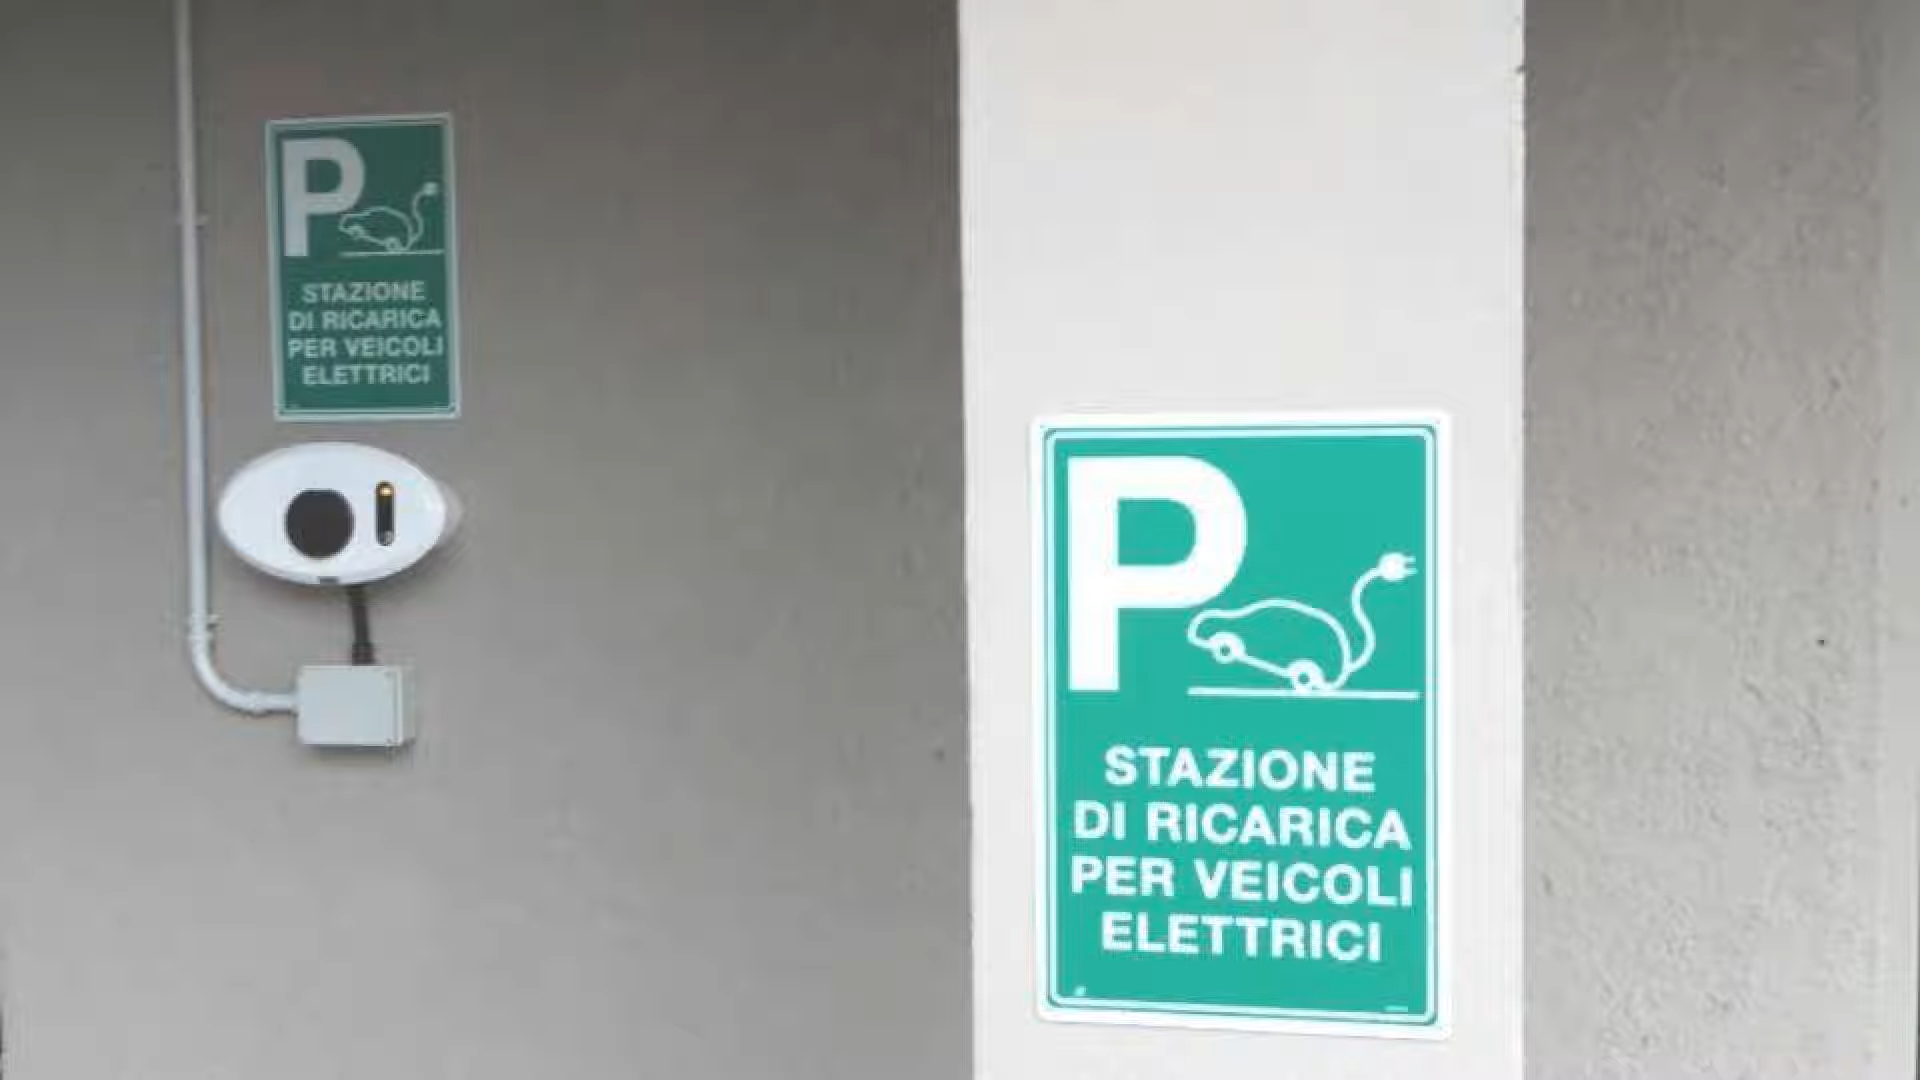 P
STAZIONE
DI RICARICA
PER VEICOLI
ELETTRICI
P
STAZIONE
DI RICARICA
PER VEICOLI
ELETTRICI